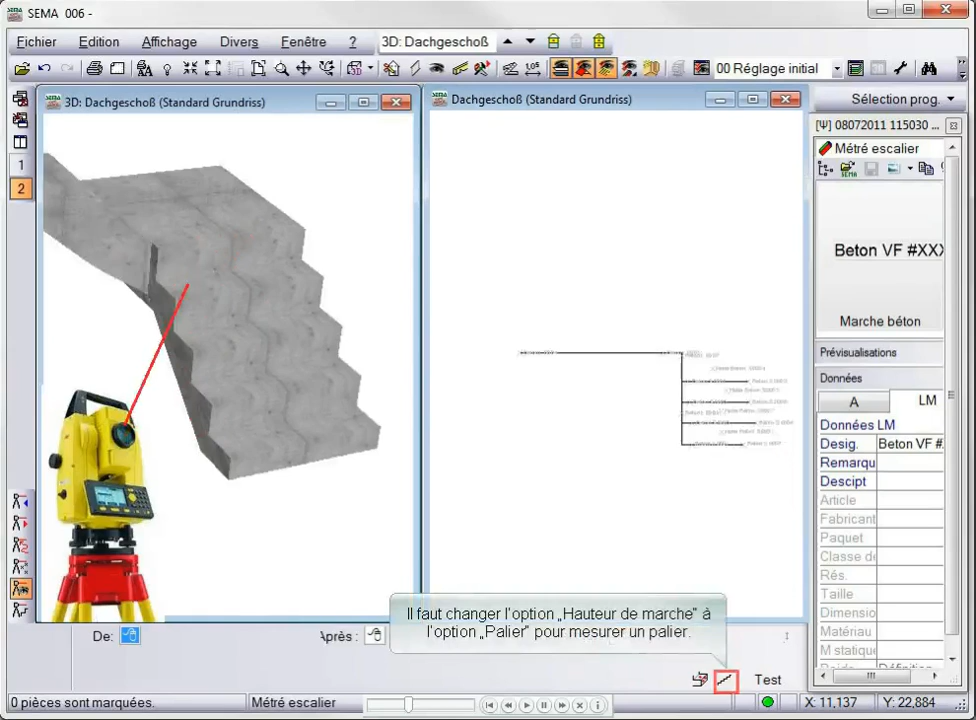 SEMA 006 -
Fichier Edition Affichage Divers Fenêtre ? 3D: Dachgeschoß
00 Réglage initial
3D: Dachgeschoß (Standard Grundriss)
Dachgeschoß (Standard Grundriss)
Sélection prog.
[Ψ] 08072011 115030 ...
Métré escalier
SEMA
1
2
Beton VF #XXX
Marche béton
Prévisualisations
Données
A LM
Données LM
Desig. Beton VF #
Remarqu
Descipt
Article
Fabricant
Paquet
Classe de
Rés.
Taille
Dimensio
Matériau
M statique
Il faut changer l'option „Hauteur de marche" à
l'option „Palier" pour mesurer un palier.
De: Après:
Test
0 pièces sont marquées. Métré escalier X: 11,137 Y: 22,884